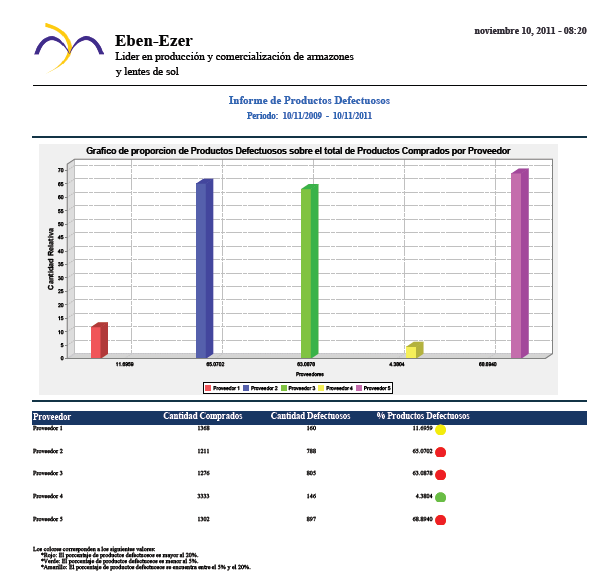 noviembre 10, 2011 - 08:20
Eben-Ezer
Lider en producción y comercialización de armazones
y lentes de sol
Informe de Productos Defectuosos
Periodo: 10/11/2009 - 10/11/2011
Grafico de proporcion de Productos Defectuosos sobre el total de Productos Comprados por Proveedor
Cantidad Relativa
70
65
60
55
50
45
40
35
30
25
20
15
10
5
0
11.6959 65.0702 63.0878 4.3804 68.8940
Proveedores
Proveedor 1 Proveedor 2 Proveedor 3 Proveedor 4 Proveedor 5
Proveedor Cantidad Comprados Cantidad Defectuosos % Productos Defectuosos
Proveedor 1 1368 160 11.6959
Proveedor 2 1211 788 65.0702
Proveedor 3 1276 805 63.0878
Proveedor 4 3333 146 4.3804
Proveedor 5 1302 897 68.8940
Los colores corresponden a los siguientes valores:
*Rojo: El porcentaje de productos defectuosos es mayor al 20%.
*Verde: El porcentaje de productos defectuosos es menor al 5%.
*Amarillo: El porcentaje de productos defectuosos se encuentra entre el 5% y el 20%.